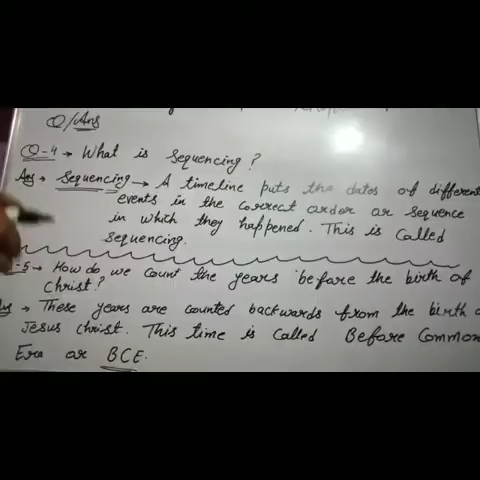 Q/Ans
Q-4 → What is sequencing?
Ans → Sequencing → A timeline puts the dates of different
events in the correct order or sequence
in which they happened. This is called
sequencing.
-5 → How do we count the years before the birth of
Christ?
Ans → These years are counted backwards from the birth
Jesus Christ. This time is called Before Common
Era or BCE.